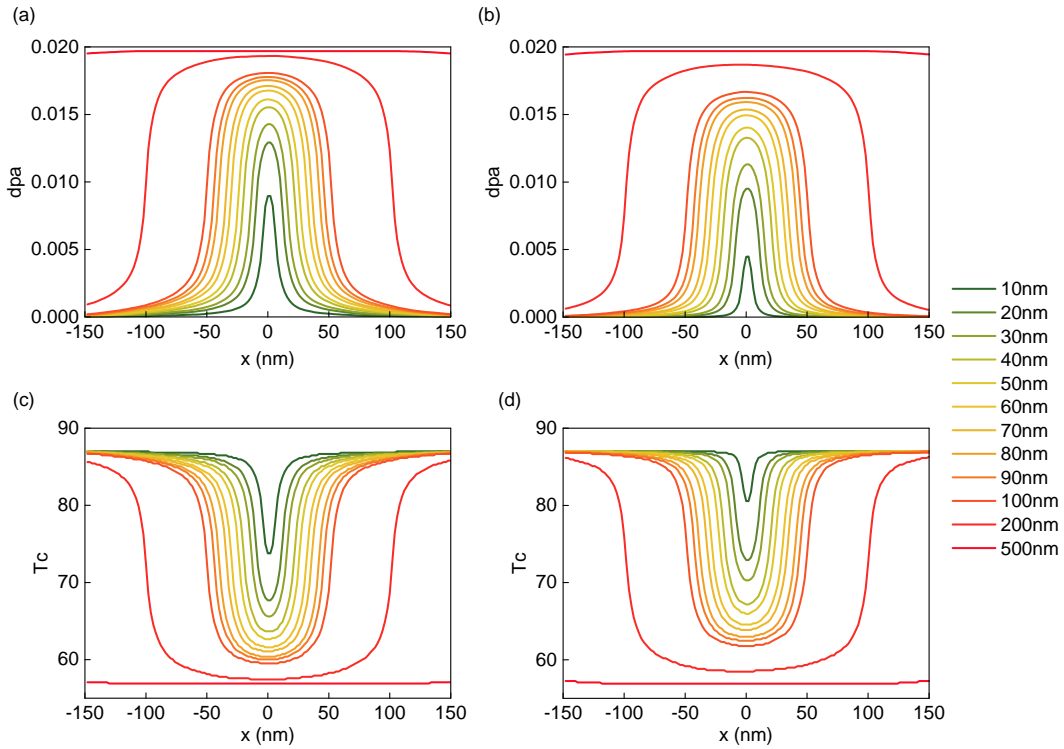 (a)
0.020
0.015
0.010
0.005
0.000
dpa
-150 -100 -50 0 50 100 150
x (nm)
(b)
0.020
0.015
0.010
0.005
0.000
dpa
-150 -100 -50 0 50 100 150
x (nm)
(c)
90
80
70
60
Tc
-150 -100 -50 0 50 100 150
x (nm)
(d)
90
80
70
60
Tc
-150 -100 -50 0 50 100 150
x (nm)
10nm
20nm
30nm
40nm
50nm
60nm
70nm
80nm
90nm
100nm
200nm
500nm